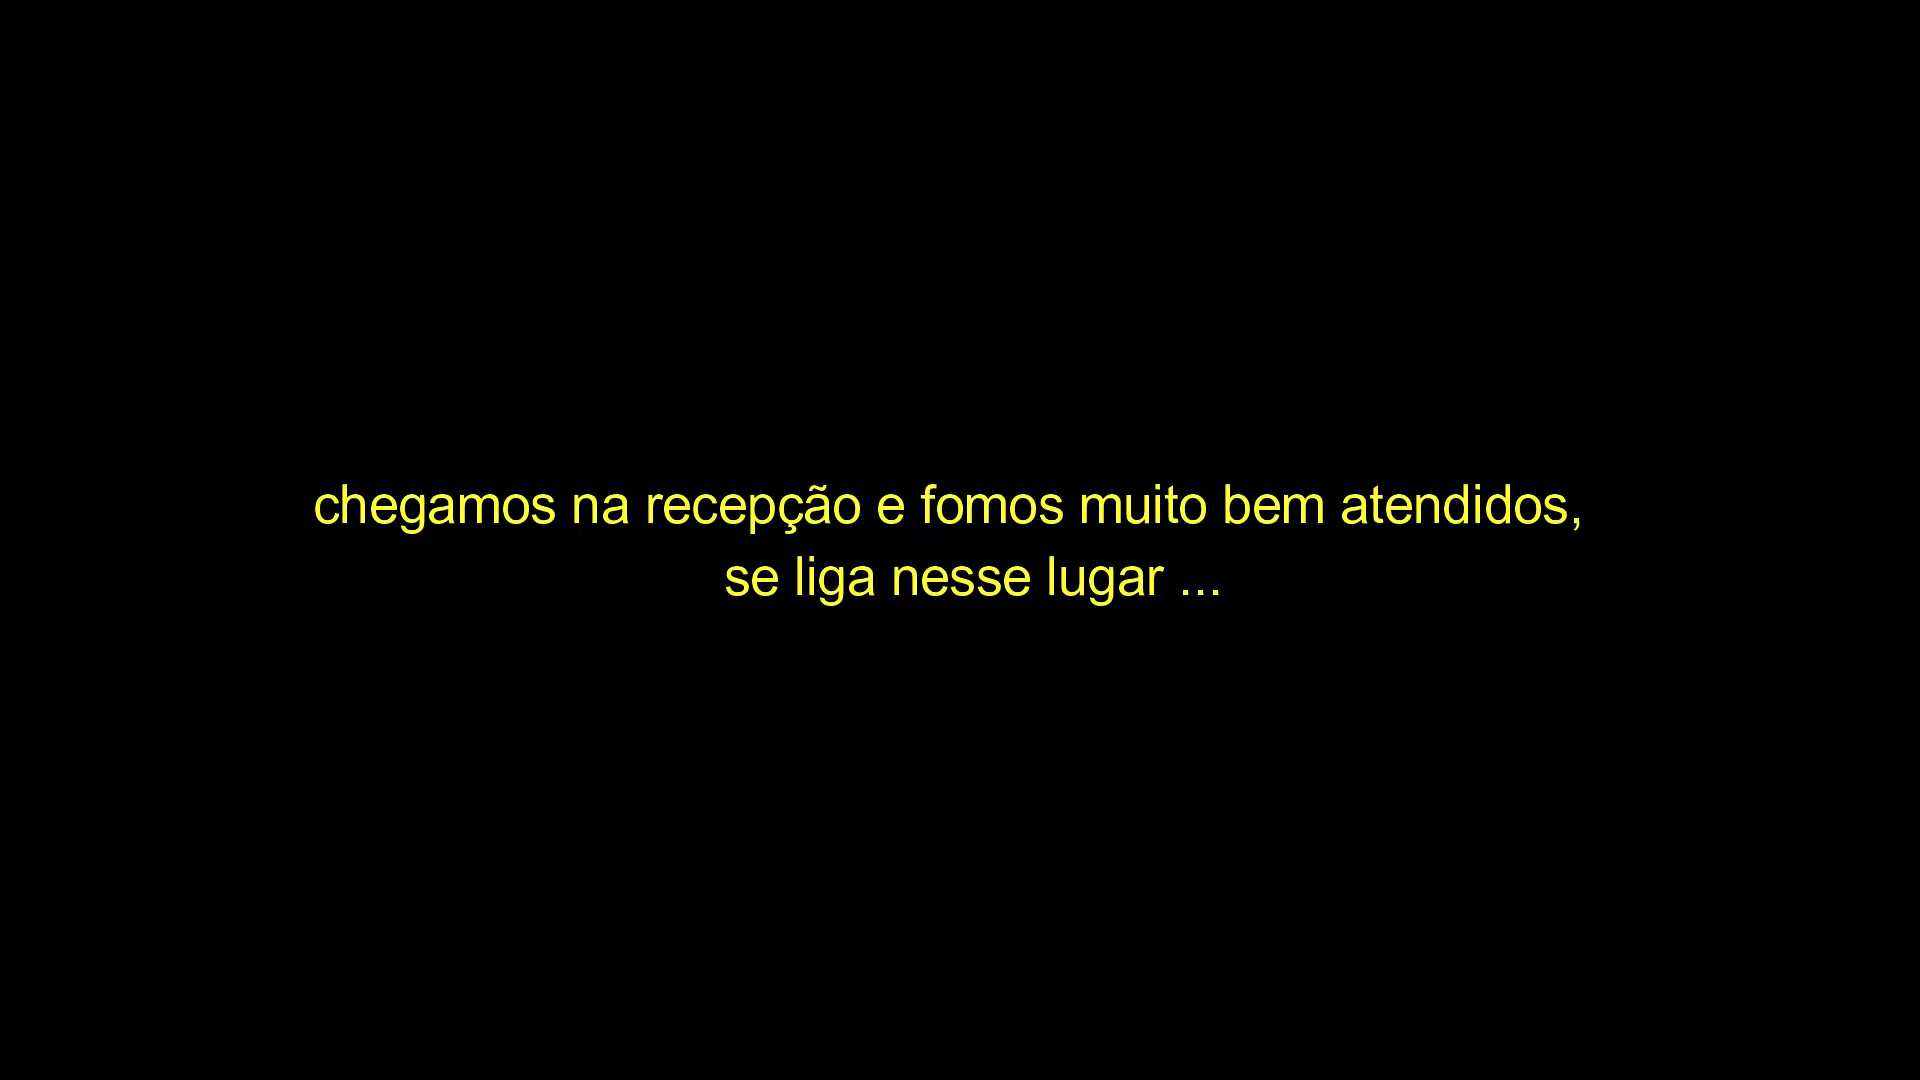 chegamos na recepção e fomos muito bem atendidos,
se liga nesse lugar ...